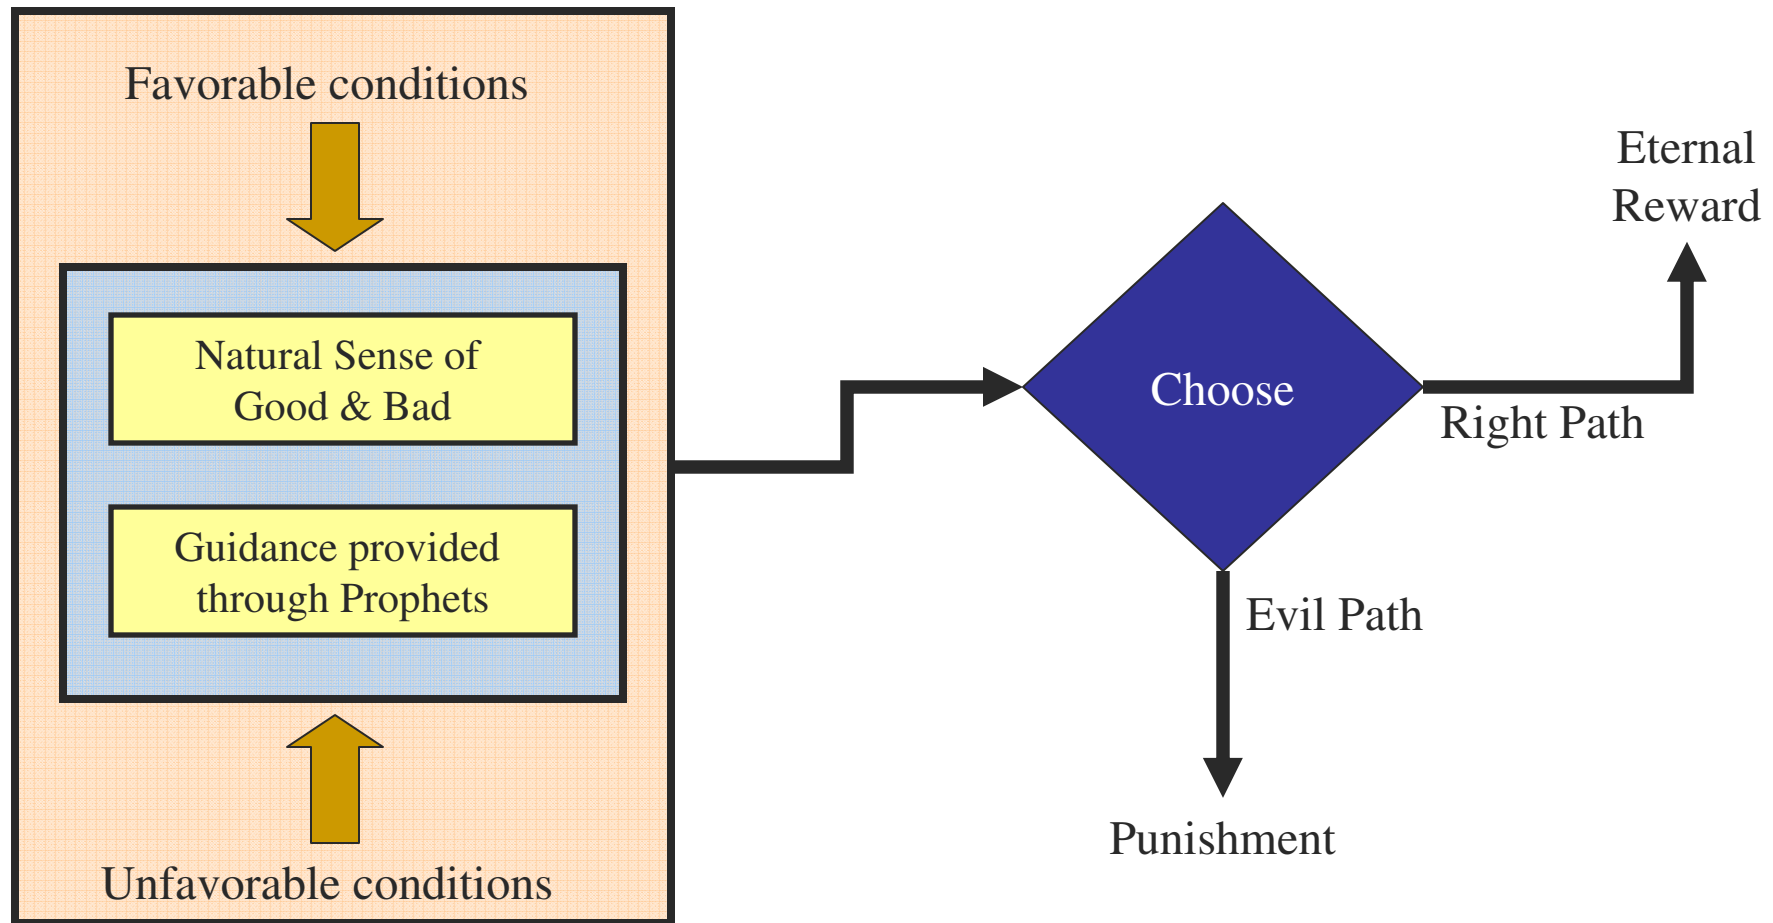 Favorable conditions
Natural Sense of
Good & Bad
Guidance provided
through Prophets
Unfavorable conditions
Choose
Eternal
Reward
Right Path
Evil Path
Punishment